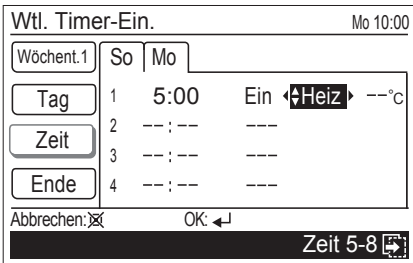 Wtl. Timer-Ein. Mo 10:00
Wöchent.1 So Mo
Tag 1 5:00 Ein Heiz --°C
Zeit 2 --:-- ---
3 --:-- ---
Ende 4 --:-- ---
Abbrechen: OK:
Zeit 5-8